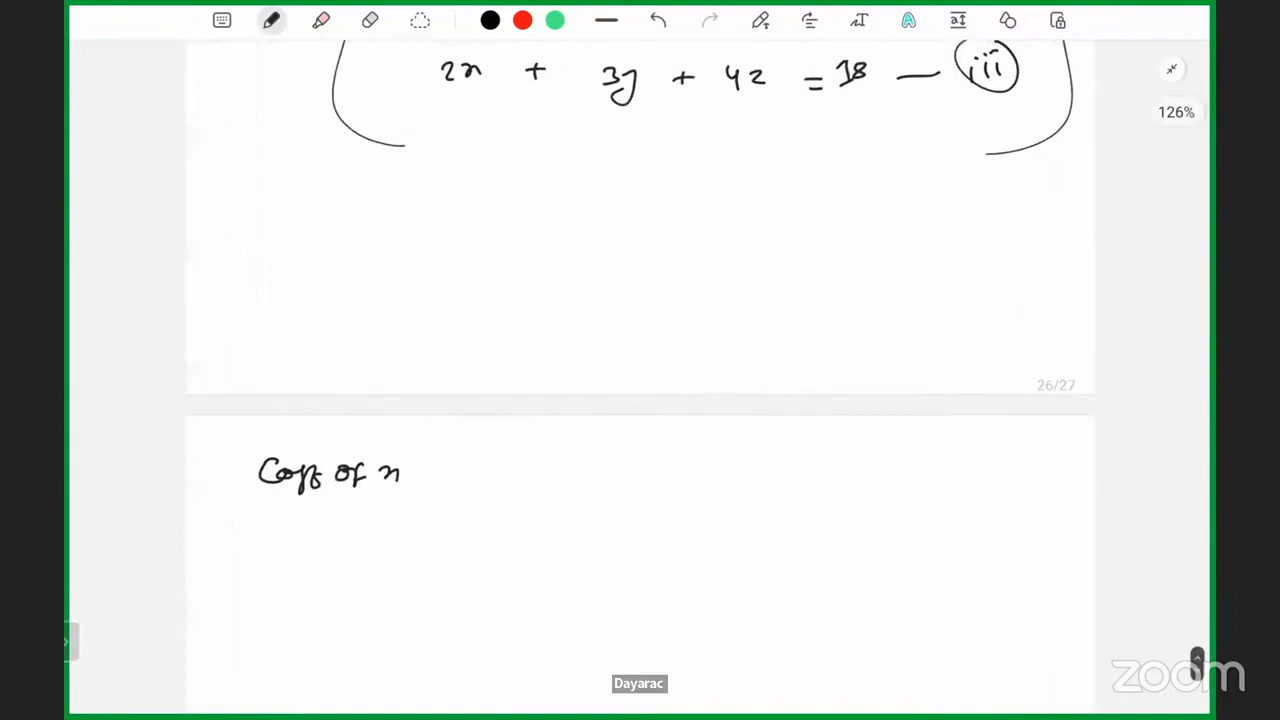 2x + 3y + 4z = 18 — (iii)
126%
26/27
Coff of x
Dayarac
zoom